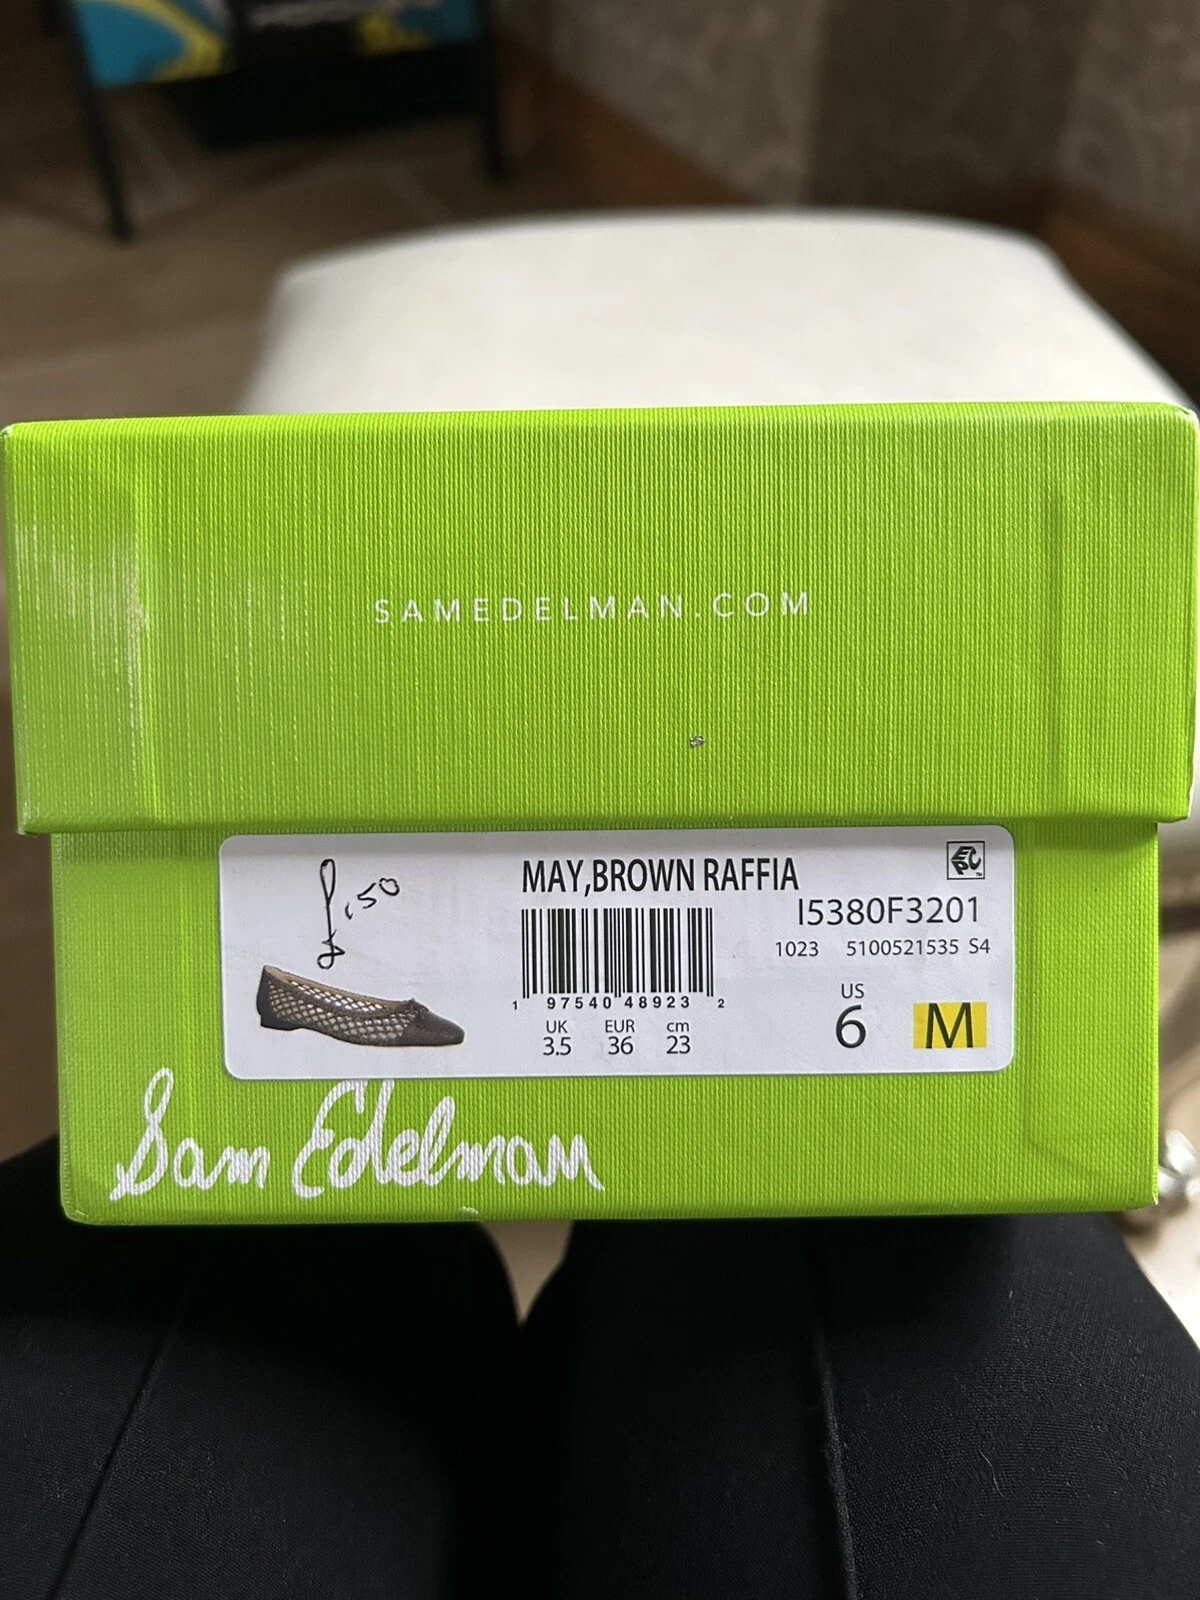 SAMEDELMAN.COM
MAY,BROWN RAFFIA
I5380F3201
1023 5100521535 S4
1 97540 48923 2
UK EUR cm
3.5 36 23
US
6 M
Sam Edelman